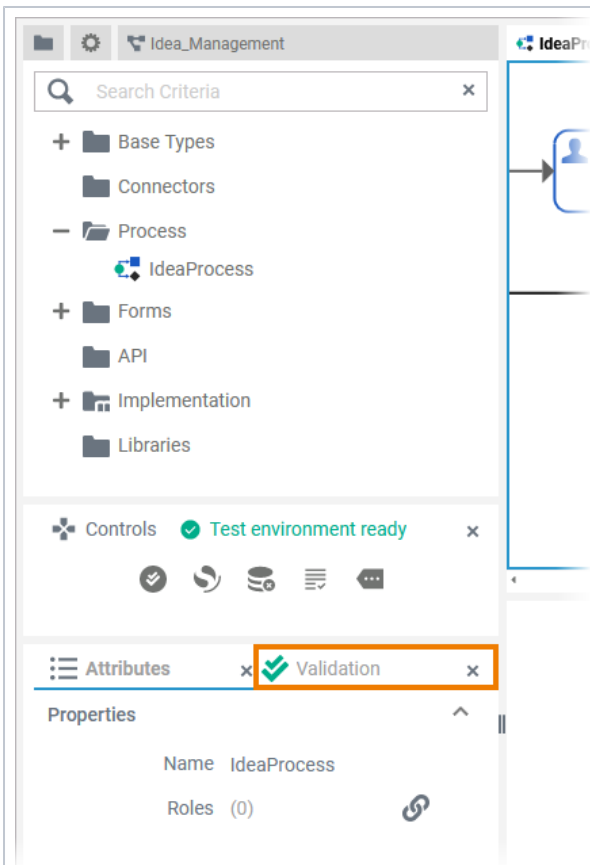 Idea_Management
IdeaPr
Search Criteria
Base Types
Connectors
Process
IdeaProcess
Forms
API
Implementation
Libraries
Controls Test environment ready
Attributes Validation
Properties
Name IdeaProcess
Roles (0)